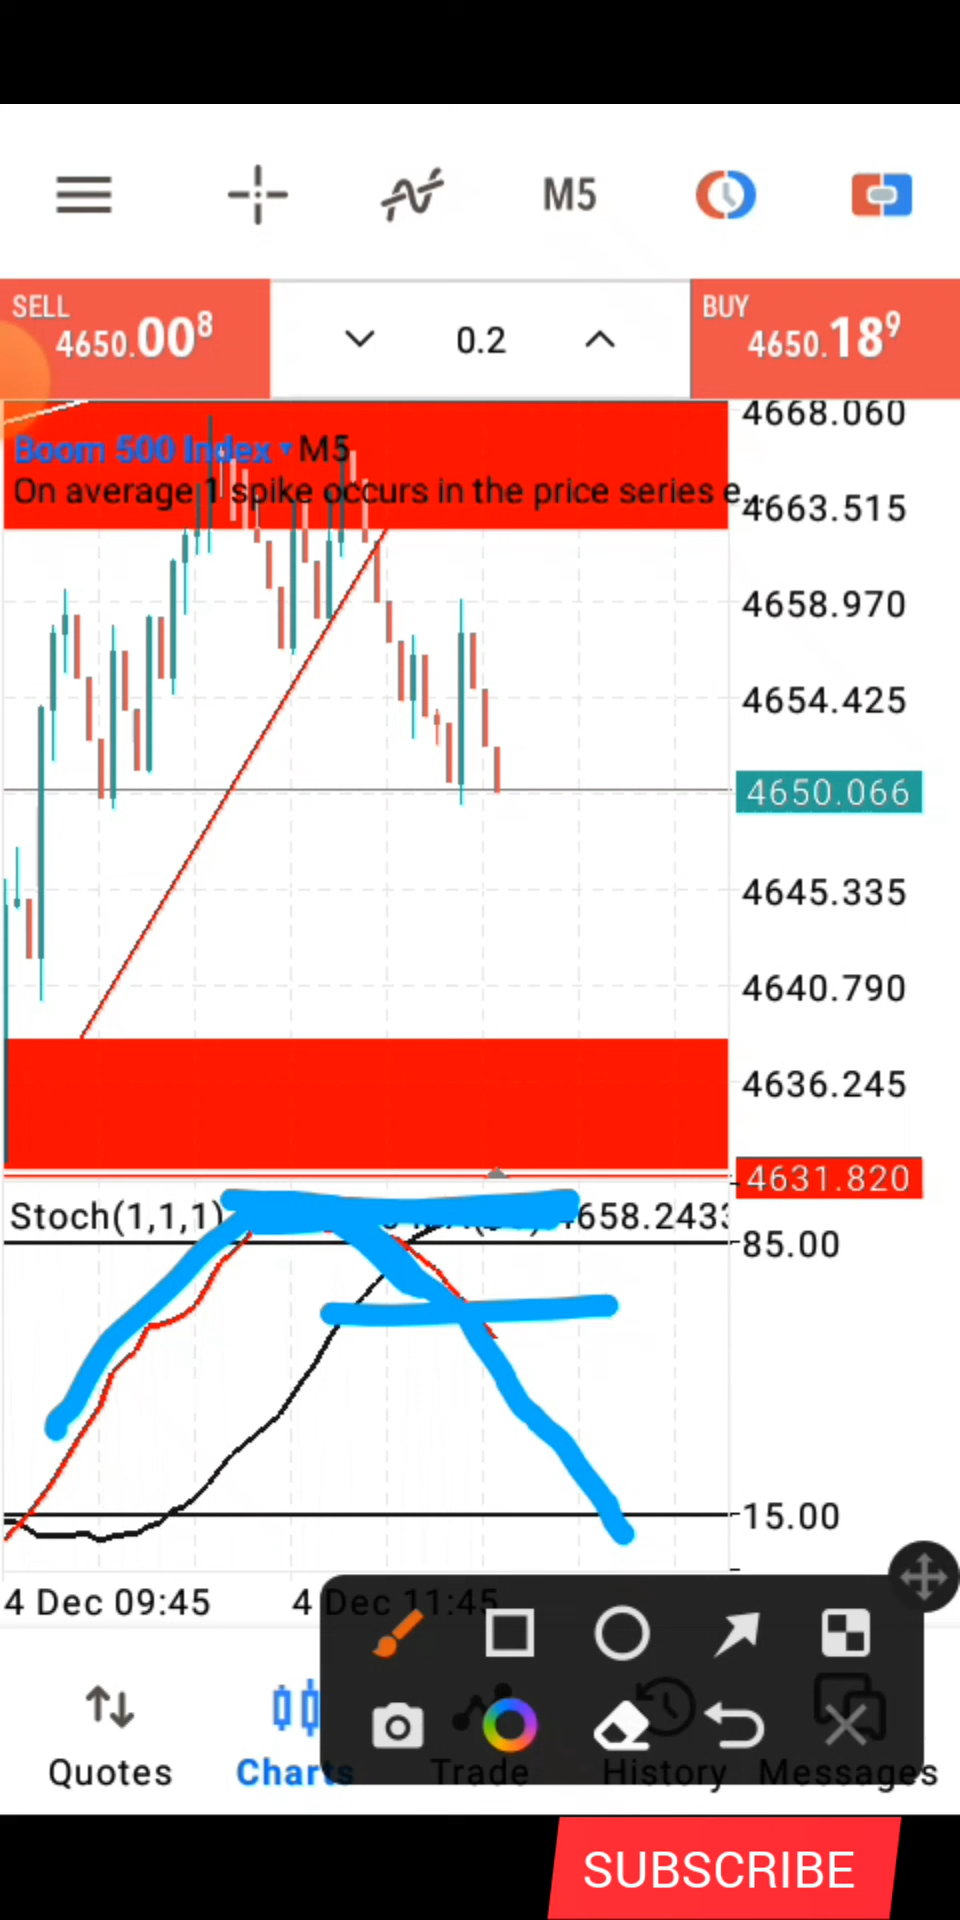 M5
SELL
4650.008
0.2
BUY
4650.189
4668.060
Boom 500 Index M5
On average 1 spike occurs in the price series e...
4663.515
4658.970
4654.425
4650.066
4645.335
4640.790
4636.245
4631.820
Stoch(1,1,1)
4658.2433
85.00
15.00
4 Dec 09:45
4 Dec 11:45
Quotes
Charts
Trade
History
Messages
SUBSCRIBE